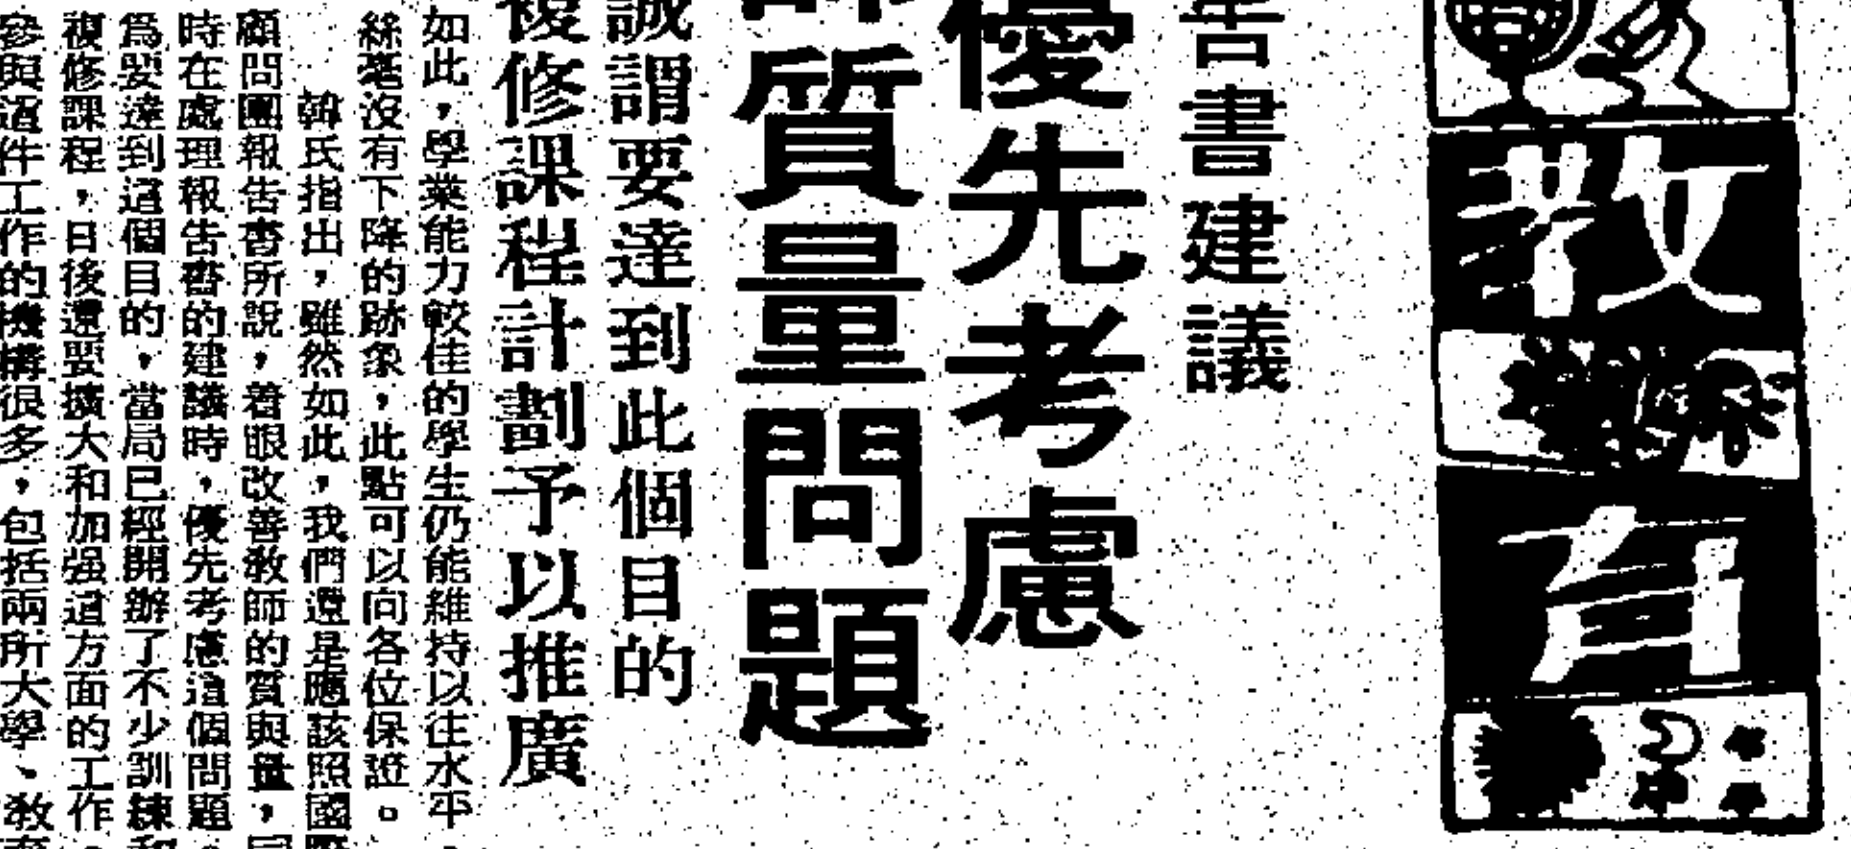 教育
告書建議
優先考慮
師質量問題
誠謂要達到此個目的
複修課程計劃予以推廣
如此，學業能力較佳的學生仍能維持以往水平，
絲毫沒有下降的跡象，此點可以向各位保證。
韓氏指出，雖然如此，我們還是應該照國際
顧問團報告書所說，着眼改善教師的質與量，同
時在處理報告書的建議時，優先考慮這個問題。
爲要達到這個目的，當局已經開辦了不少訓練和
複修課程，日後還要擴大和加强這方面的工作。
參與這件工作的機構很多，包括兩所大學、教育